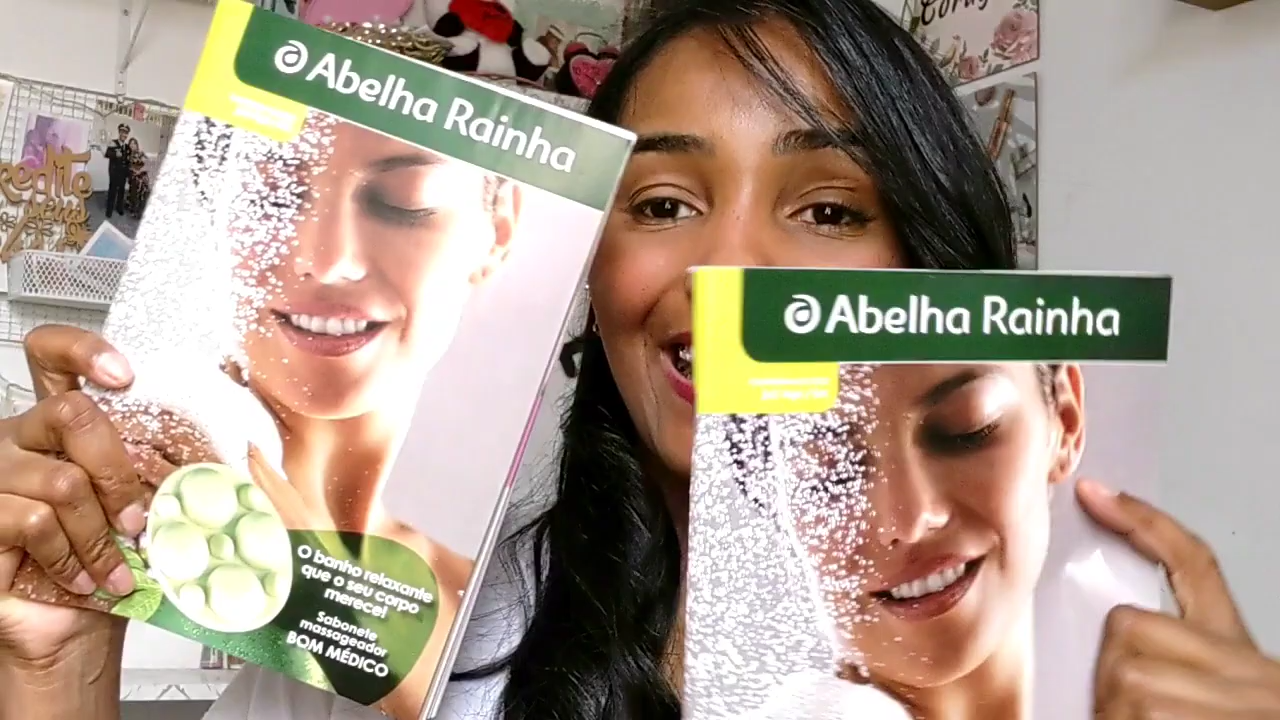 Abelha Rainha
O banho relaxante
que o seu corpo
merece!
Sabonete
massageador
BOM MÉDICO
Abelha Rainha